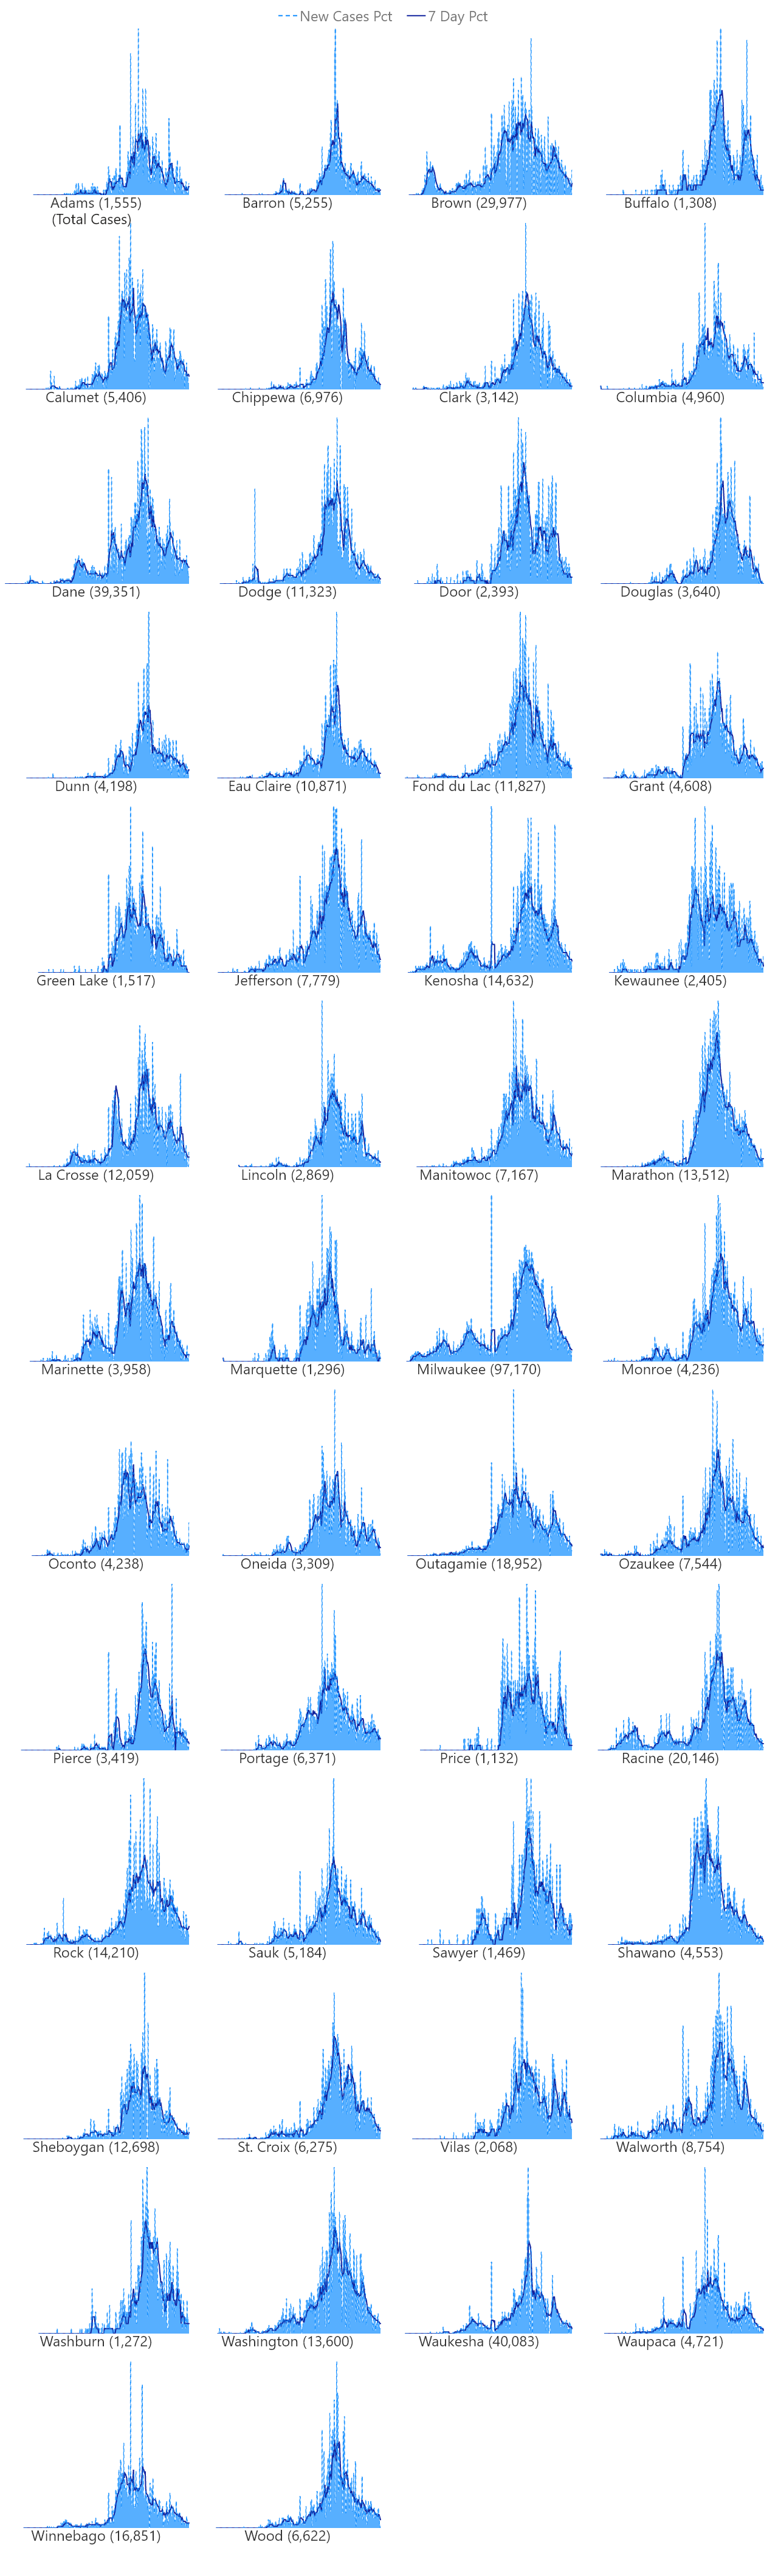 New Cases Pct 7 Day Pct
Adams (1,555) Barron (5,255) Brown (29,977) Buffalo (1,308)
(Total Cases)
Calumet (5,406) Chippewa (6,976) Clark (3,142) Columbia (4,960)
Dane (39,351) Dodge (11,323) Door (2,393) Douglas (3,640)
Dunn (4,198) Eau Claire (10,871) Fond du Lac (11,827) Grant (4,608)
Green Lake (1,517) Jefferson (7,779) Kenosha (14,632) Kewaunee (2,405)
La Crosse (12,059) Lincoln (2,869) Manitowoc (7,167) Marathon (13,512)
Marinette (3,958) Marquette (1,296) Milwaukee (97,170) Monroe (4,236)
Oconto (4,238) Oneida (3,309) Outagamie (18,952) Ozaukee (7,544)
Pierce (3,419) Portage (6,371) Price (1,132) Racine (20,146)
Rock (14,210) Sauk (5,184) Sawyer (1,469) Shawano (4,553)
Sheboygan (12,698) St. Croix (6,275) Vilas (2,068) Walworth (8,754)
Washburn (1,272) Washington (13,600) Waukesha (40,083) Waupaca (4,721)
Winnebago (16,851) Wood (6,622)